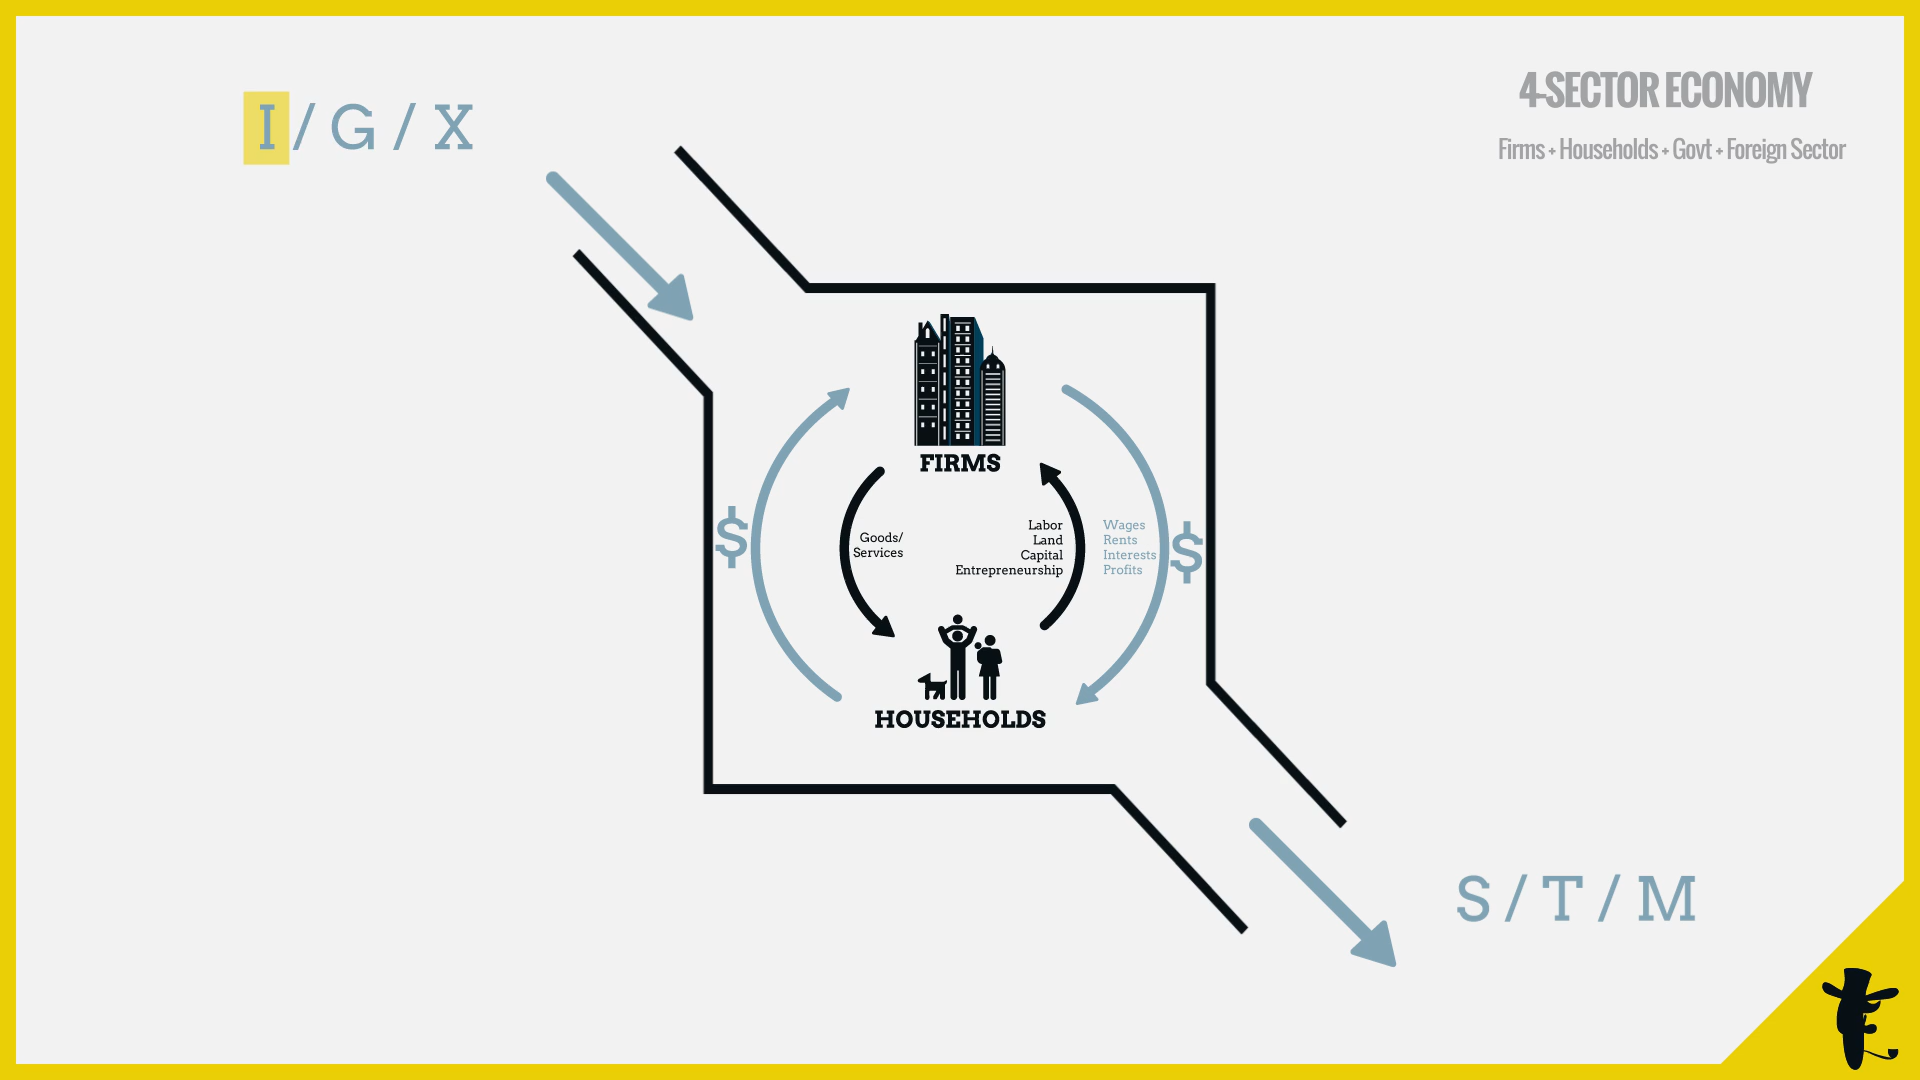 4-SECTOR ECONOMY
Firms + Households + Govt + Foreign Sector
I / G / X
FIRMS
$
Goods/
Services
Labor
Land
Capital
Entrepreneurship
Wages
Rents
Interests
Profits
$
HOUSEHOLDS
S / T / M